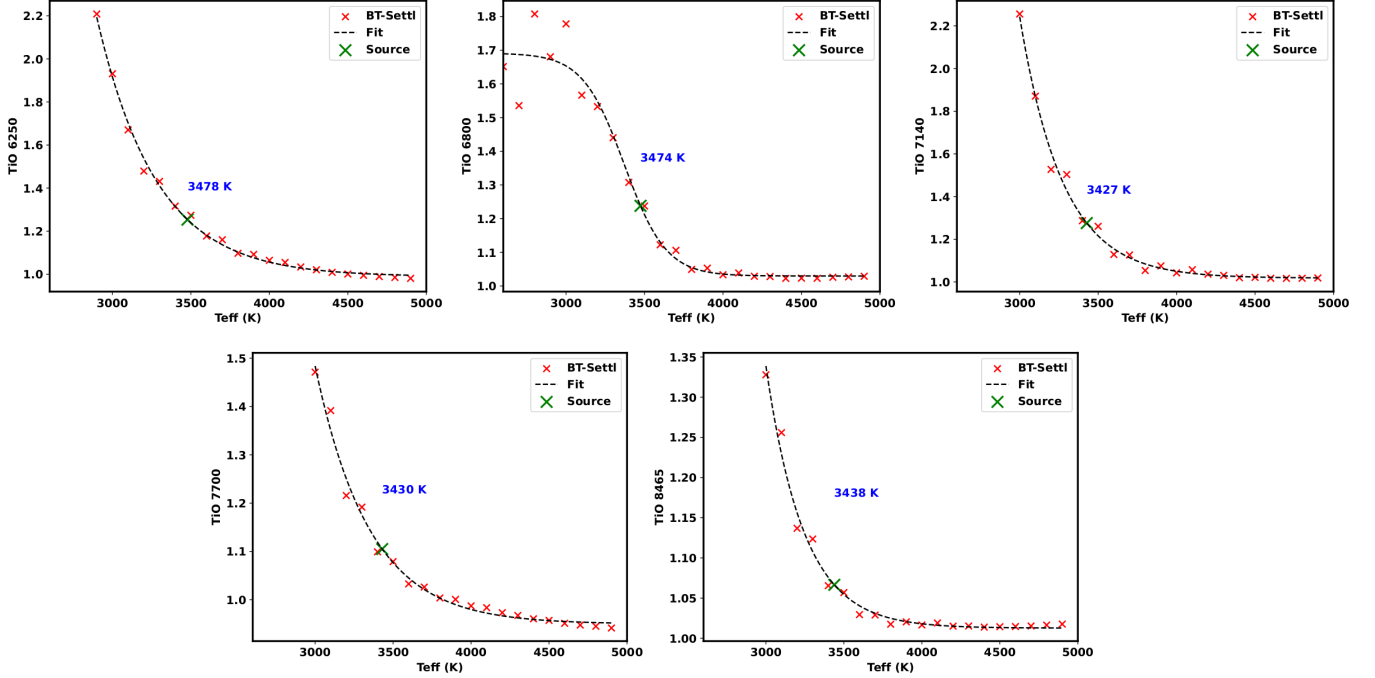 2.2
2.0
1.8
1.6
1.4
1.2
1.0
TiO 6250
BT-Settl
Fit
Source
3478 K
3000 3500 4000 4500 5000
Teff (K)
1.8
1.7
1.6
1.5
1.4
1.3
1.2
1.1
1.0
TiO 6800
BT-Settl
Fit
Source
3474 K
3000 3500 4000 4500 5000
Teff (K)
2.2
2.0
1.8
1.6
1.4
1.2
1.0
TiO 7140
BT-Settl
Fit
Source
3427 K
3000 3500 4000 4500 5000
Teff (K)
1.5
1.4
1.3
1.2
1.1
1.0
TiO 7700
BT-Settl
Fit
Source
3430 K
3000 3500 4000 4500 5000
Teff (K)
1.35
1.30
1.25
1.20
1.15
1.10
1.05
1.00
TiO 8465
BT-Settl
Fit
Source
3438 K
3000 3500 4000 4500 5000
Teff (K)